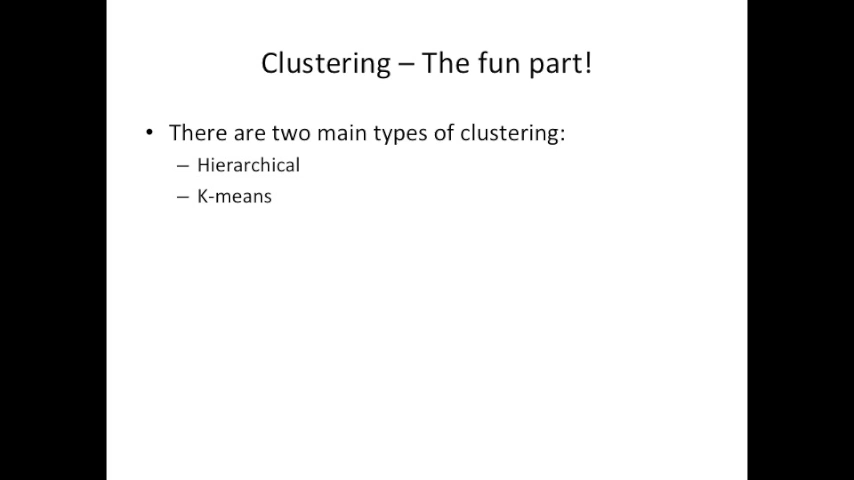 Clustering – The fun part!
• There are two main types of clustering:
– Hierarchical
– K-means